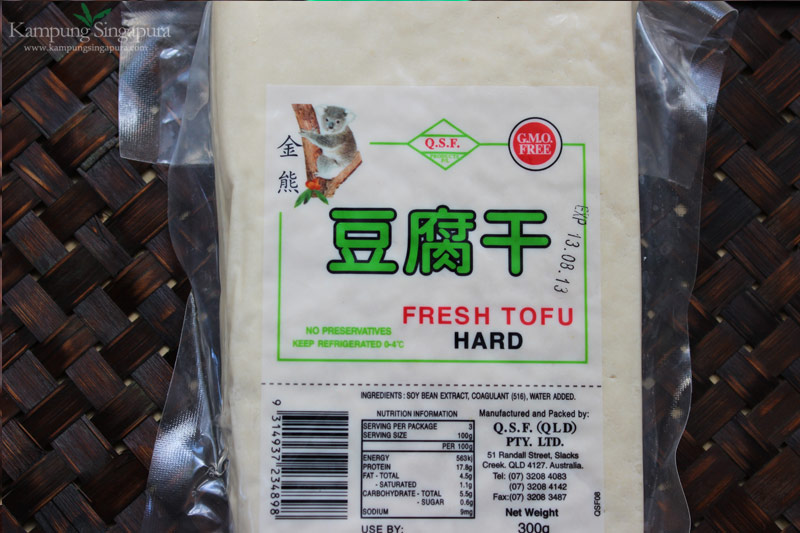 Kampung Singapura
www.kampungsingapura.com
金熊
Q.S.F.
G.M.O.
FREE
豆腐干
EXP 13.08.13
FRESH TOFU
HARD
NO PRESERVATIVES
KEEP REFRIGERATED 0-4℃
INGREDIENTS : SOY BEAN EXTRACT, COAGULANT (516), WATER ADDED.
9 314937 234898
NUTRITION INFORMATION
SERVING PER PACKAGE 3
SERVING SIZE 100g
PER 100g
ENERGY 563kj
PROTEIN 17.8g
FAT - TOTAL 4.5g
- SATURATED 1.1g
CARBOHYDRATE - TOTAL 5.5g
- SUGAR 0.6g
SODIUM 9mg
USE BY:
Manufactured and Packed by:
Q.S.F. (QLD)
PTY. LTD.
51 Randall Street, Slacks
Creek. QLD 4127. Australia.
Tel: (07) 3208 4083
(07) 3208 4142
Fax:(07) 3208 3487
Net Weight
300g
QSF08